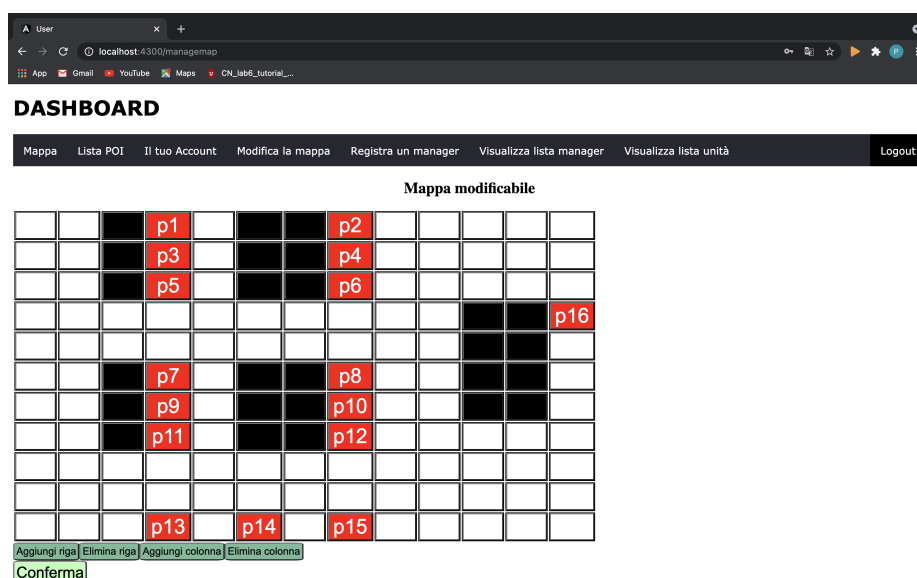 A User × +
localhost:4300/managemap P
App Gmail YouTube Maps CN_lab6_tutorial_...
DASHBOARD
Mappa Lista POI Il tuo Account Modifica la mappa Registra un manager Visualizza lista manager Visualizza lista unità Logout
Mappa modificabile
p1 p2
p3 p4
p5 p6
p16
p7 p8
p9 p10
p11 p12
p13 p14 p15
Aggiungi riga Elimina riga Aggiungi colonna Elimina colonna
Conferma